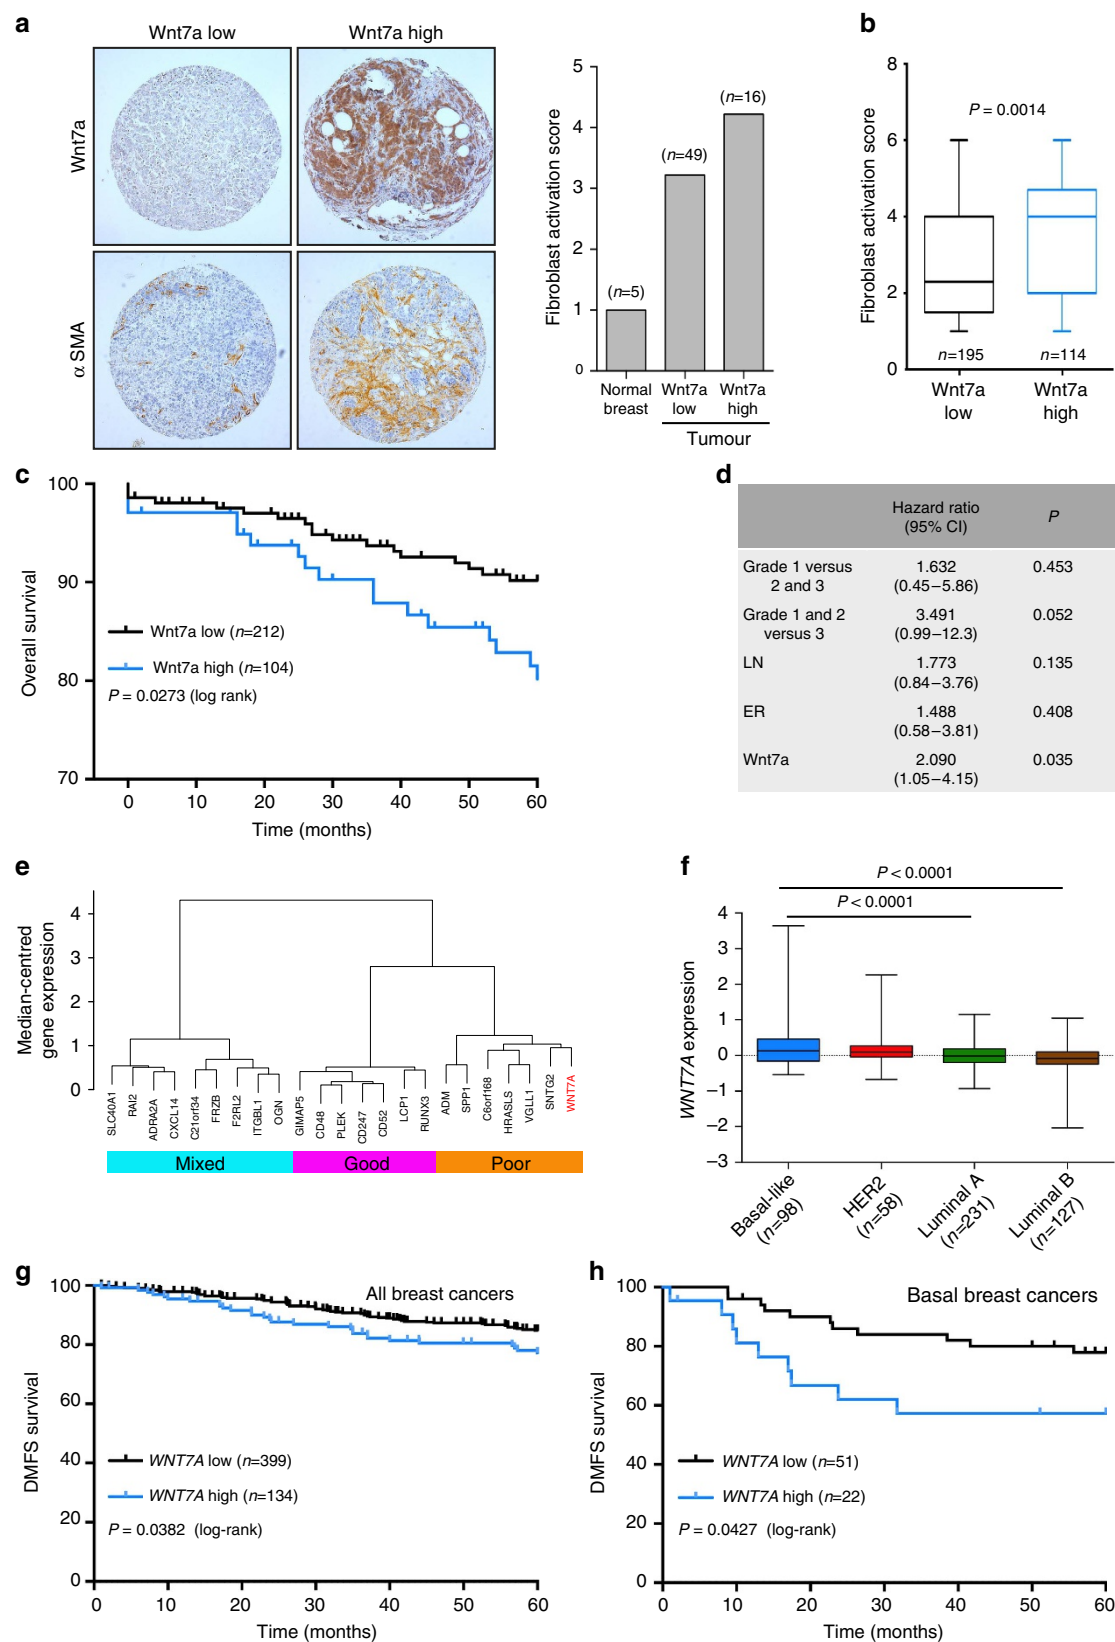 a
Wnt7a low
Wnt7a high
Wnt7a
α SMA
Fibroblast activation score
5
4
3
2
1
0
(n=5)
(n=49)
(n=16)
Normal breast
Wnt7a low
Wnt7a high
Tumour
b
Fibroblast activation score
8
6
4
2
0
P = 0.0014
n=195
n=114
Wnt7a low
Wnt7a high
c
Overall survival
100
90
80
70
Wnt7a low (n=212)
Wnt7a high (n=104)
P = 0.0273 (log rank)
0 10 20 30 40 50 60
Time (months)
d
Hazard ratio (95% CI)
P
Grade 1 versus 2 and 3
1.632 (0.45–5.86)
0.453
Grade 1 and 2 versus 3
3.491 (0.99–12.3)
0.052
LN
1.773 (0.84–3.76)
0.135
ER
1.488 (0.58–3.81)
0.408
Wnt7a
2.090 (1.05–4.15)
0.035
e
Median-centred gene expression
4
3
2
1
0
SLC40A1
RAI2
ADRA2A
CXCL14
C21orf34
FRZB
F2RL2
ITGBL1
OGN
GIMAP5
CD48
PLEK
CD247
CD52
LCP1
RUNX3
ADM
SPP1
C6orf168
HRASLS
VGLL1
SNTG2
WNT7A
Mixed
Good
Poor
f
WNT7A expression
P < 0.0001
P < 0.0001
4
3
2
1
0
−1
−2
−3
Basal-like (n=98)
HER2 (n=58)
Luminal A (n=231)
Luminal B (n=127)
g
All breast cancers
DMFS survival
100
80
60
40
20
0
WNT7A low (n=399)
WNT7A high (n=134)
P = 0.0382 (log-rank)
0 10 20 30 40 50 60
Time (months)
h
Basal breast cancers
DMFS survival
100
80
60
40
20
0
WNT7A low (n=51)
WNT7A high (n=22)
P = 0.0427 (log-rank)
0 10 20 30 40 50 60
Time (months)